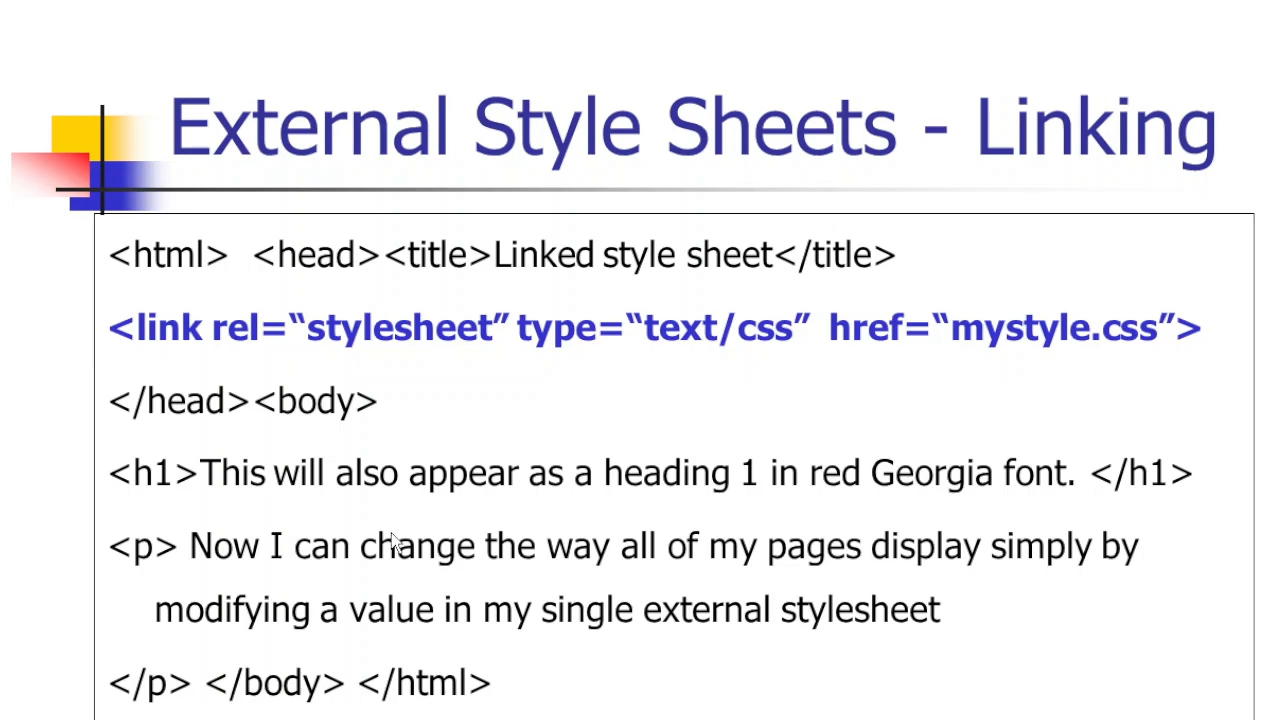 External Style Sheets - Linking
<html>  <head><title>Linked style sheet</title>
<link rel=“stylesheet” type=“text/css”  href=“mystyle.css”>
</head><body>
<h1>This will also appear as a heading 1 in red Georgia font. </h1>
<p> Now I can change the way all of my pages display simply by
modifying a value in my single external stylesheet
</p> </body> </html>